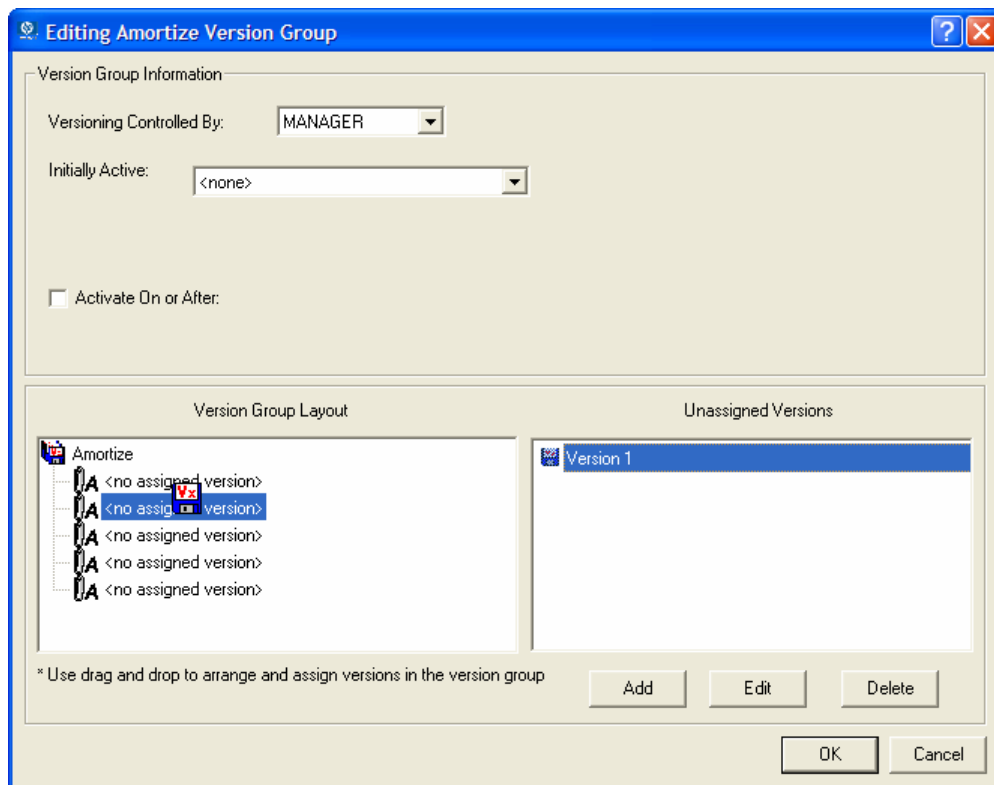 Editing Amortize Version Group
Version Group Information
Versioning Controlled By: MANAGER
Initially Active: <none>
Activate On or After:
Version Group Layout
Unassigned Versions
Amortize
A <no assigned version>
A <no assigned version>
A <no assigned version>
A <no assigned version>
A <no assigned version>
Vx
Version 1
* Use drag and drop to arrange and assign versions in the version group
Add Edit Delete
OK Cancel